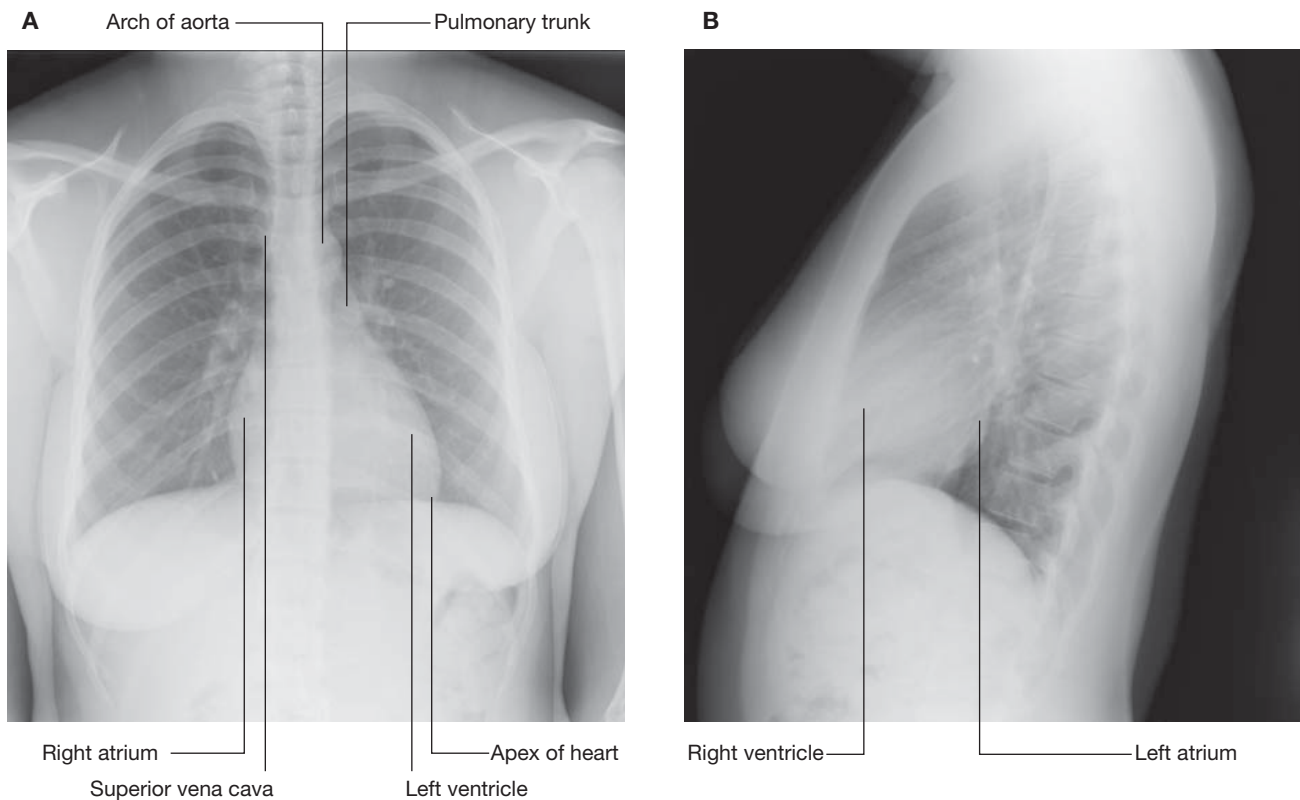 A
Arch of aorta
Pulmonary trunk
B
Right atrium
Apex of heart
Superior vena cava
Left ventricle
Right ventricle
Left atrium